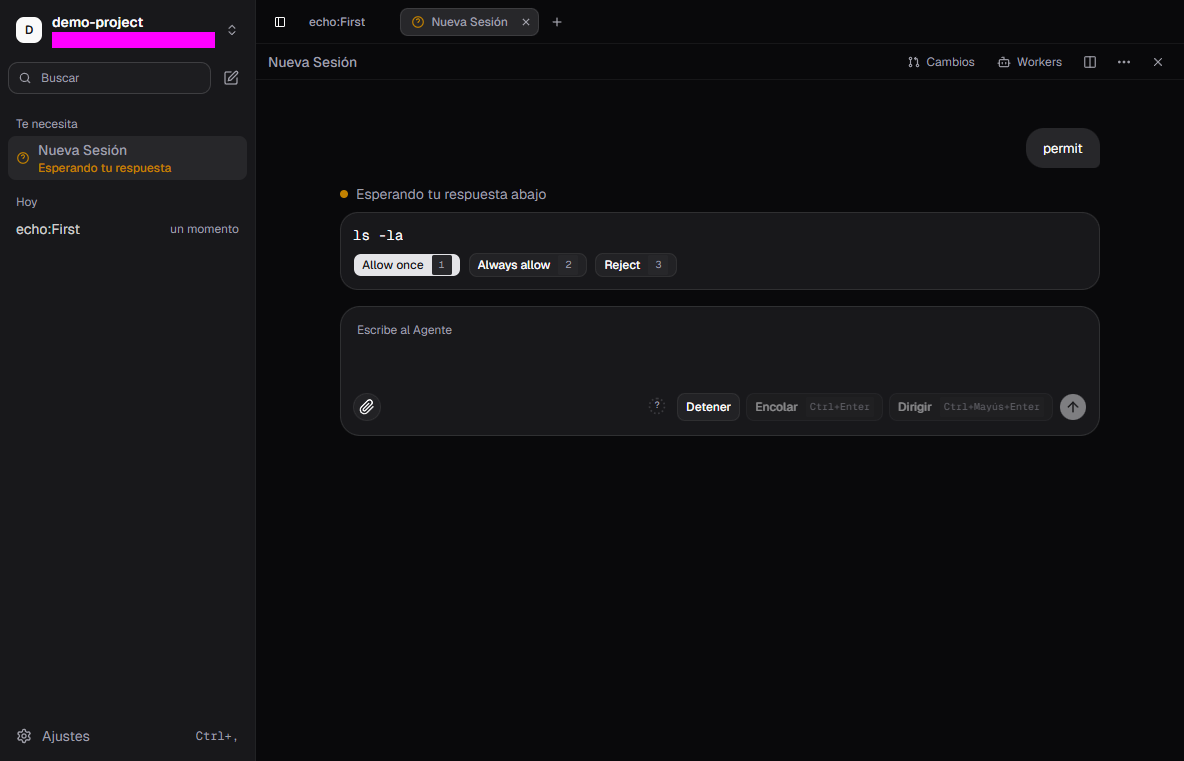 D
demo-project
Buscar
Te necesita
Nueva Sesión
Esperando tu respuesta
Hoy
echo:First un momento
Ajustes Ctrl+,
echo:First Nueva Sesión
Nueva Sesión Cambios Workers
permit
Esperando tu respuesta abajo
ls -la
Allow once 1 Always allow 2 Reject 3
Escribe al Agente
? Detener Encolar Ctrl+Enter Dirigir Ctrl+Mayús+Enter